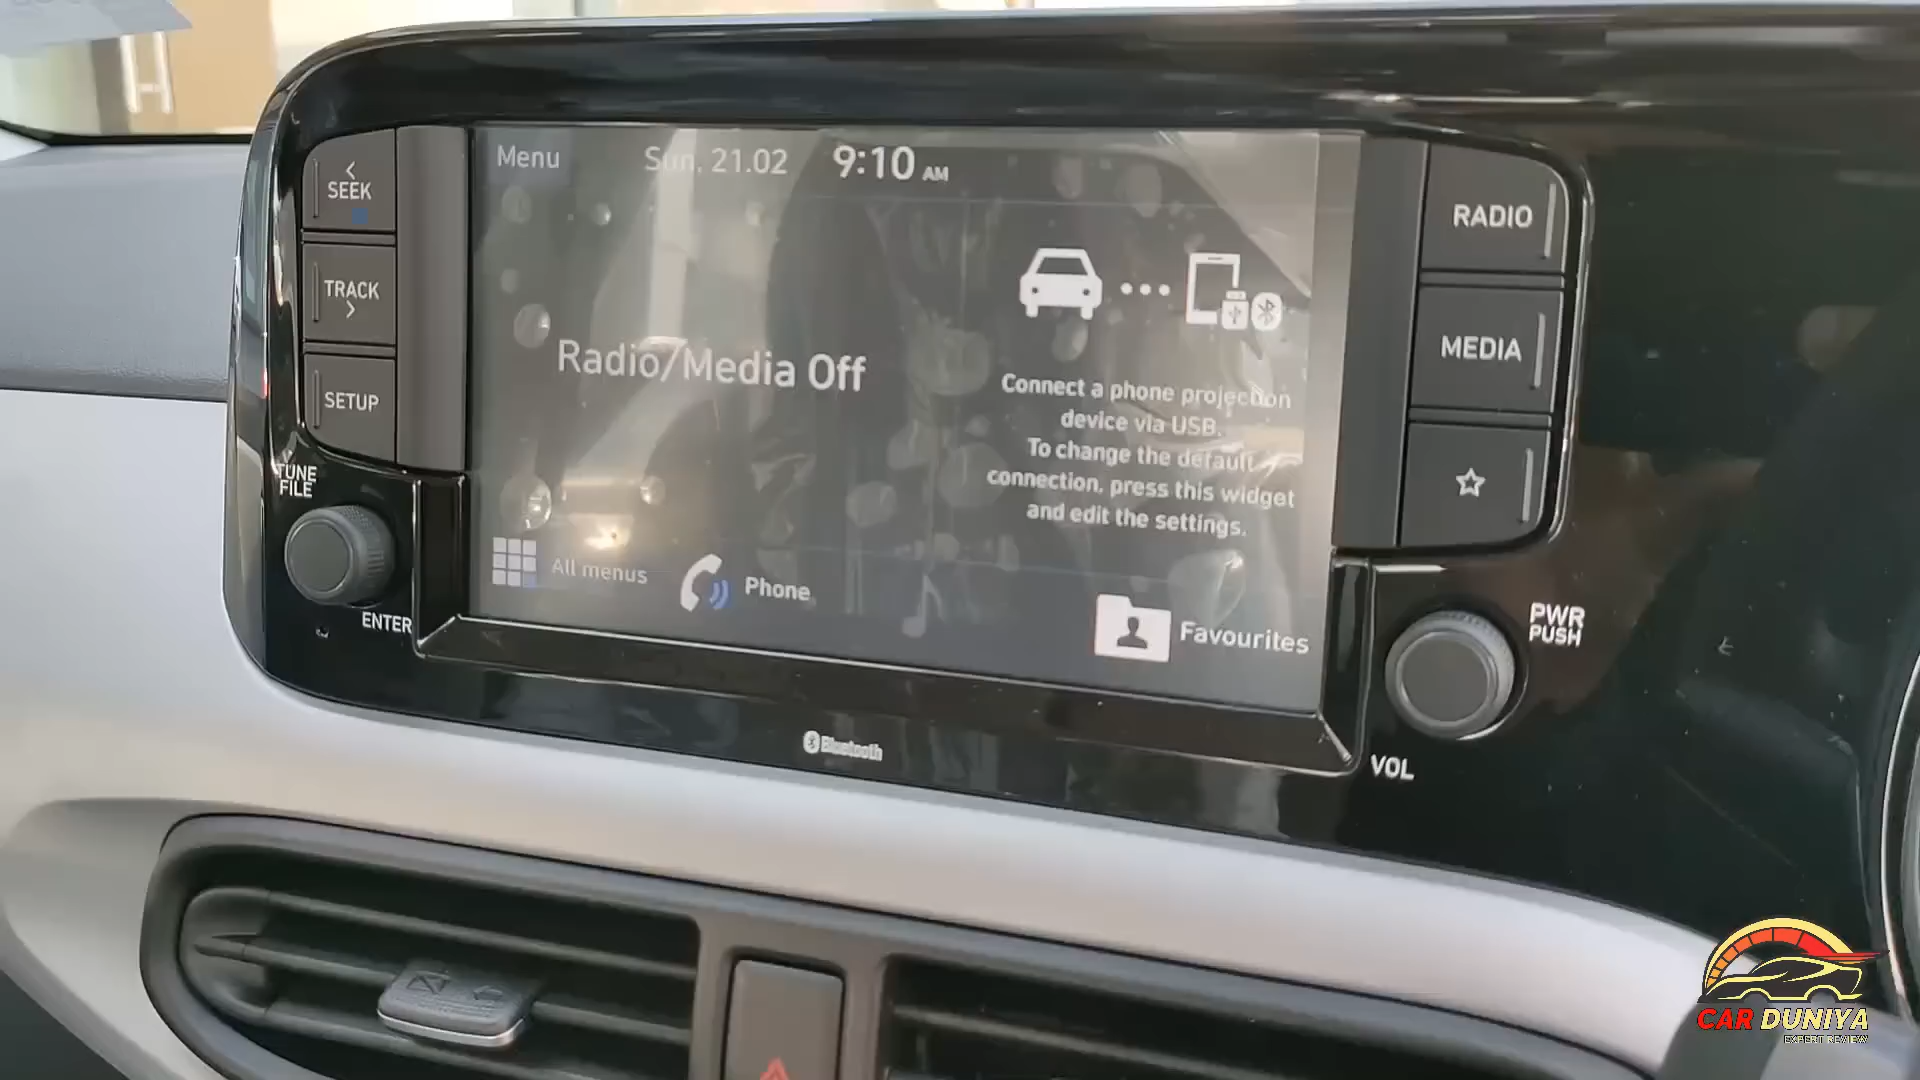 Menu
Sun, 21.02
9:10 AM
<
SEEK
TRACK
>
SETUP
TUNE
FILE
ENTER
Radio/Media Off
Connect a phone projection
device via USB.
To change the default
connection, press this widget
and edit the settings.
All menus
Phone
Favourites
RADIO
MEDIA
PWR
PUSH
VOL
Bluetooth
CAR DUNIYA
EXPERT REVIEW